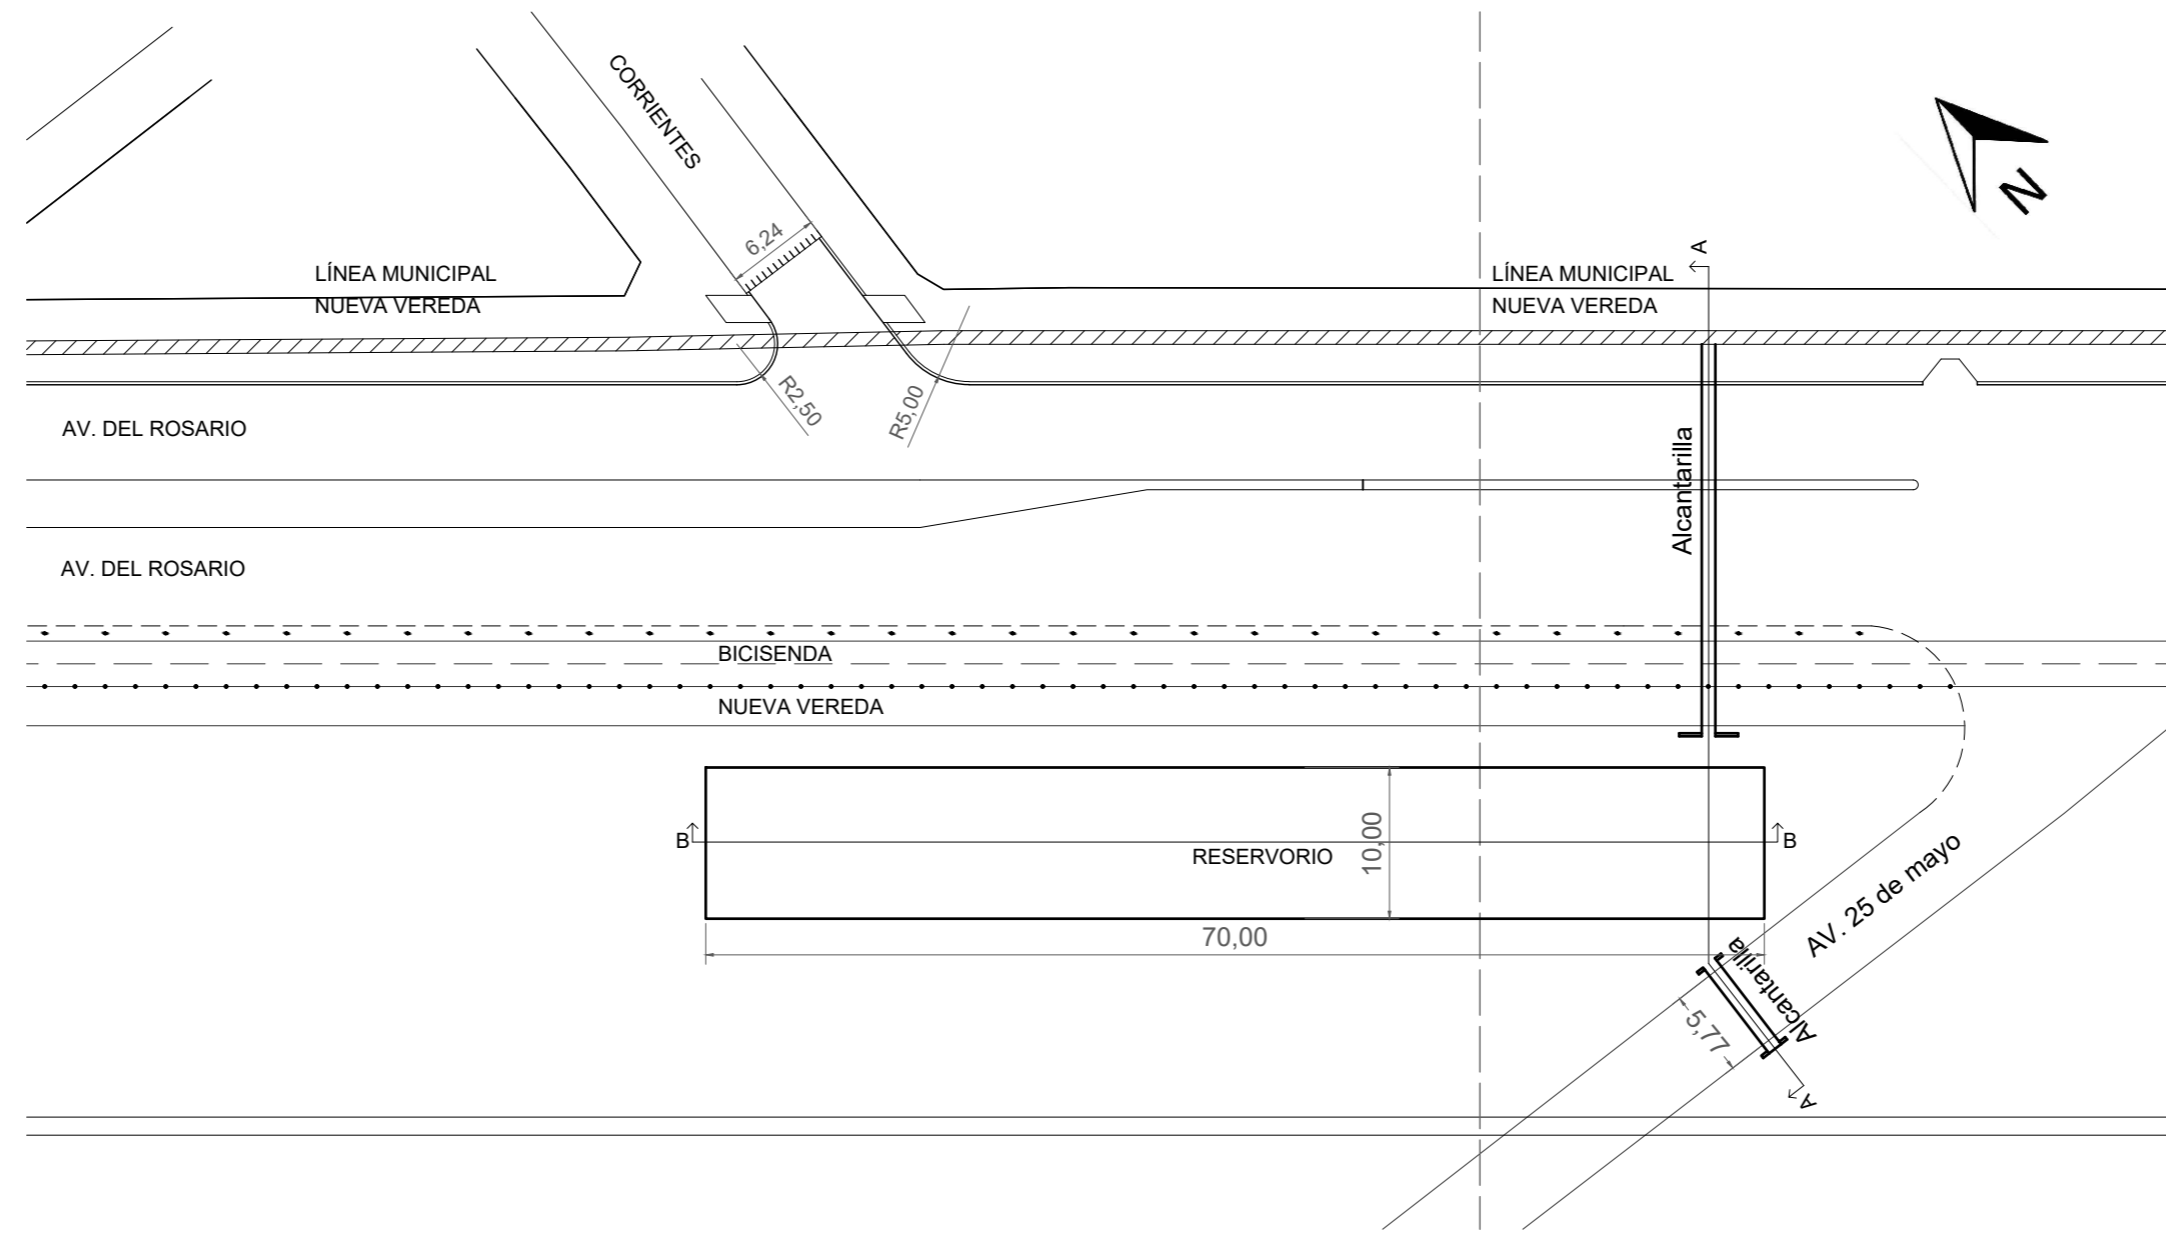 CORRIENTES
6,24
N
A
LÍNEA MUNICIPAL
NUEVA VEREDA
LÍNEA MUNICIPAL
NUEVA VEREDA
R2,50
R5,00
AV. DEL ROSARIO
Alcantarilla
AV. DEL ROSARIO
BICISENDA
NUEVA VEREDA
B
RESERVORIO
10,00
B
70,00
AV. 25 de mayo
Alcantarilla
5,77
A